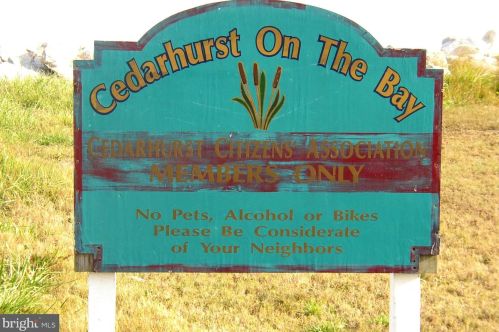 Cedarhurst On The Bay
CEDARHURST CITIZENS ASSOCIATION
MEMBERS ONLY
No Pets, Alcohol or Bikes
Please Be Considerate
of Your Neighbors
BRIGHT MLS